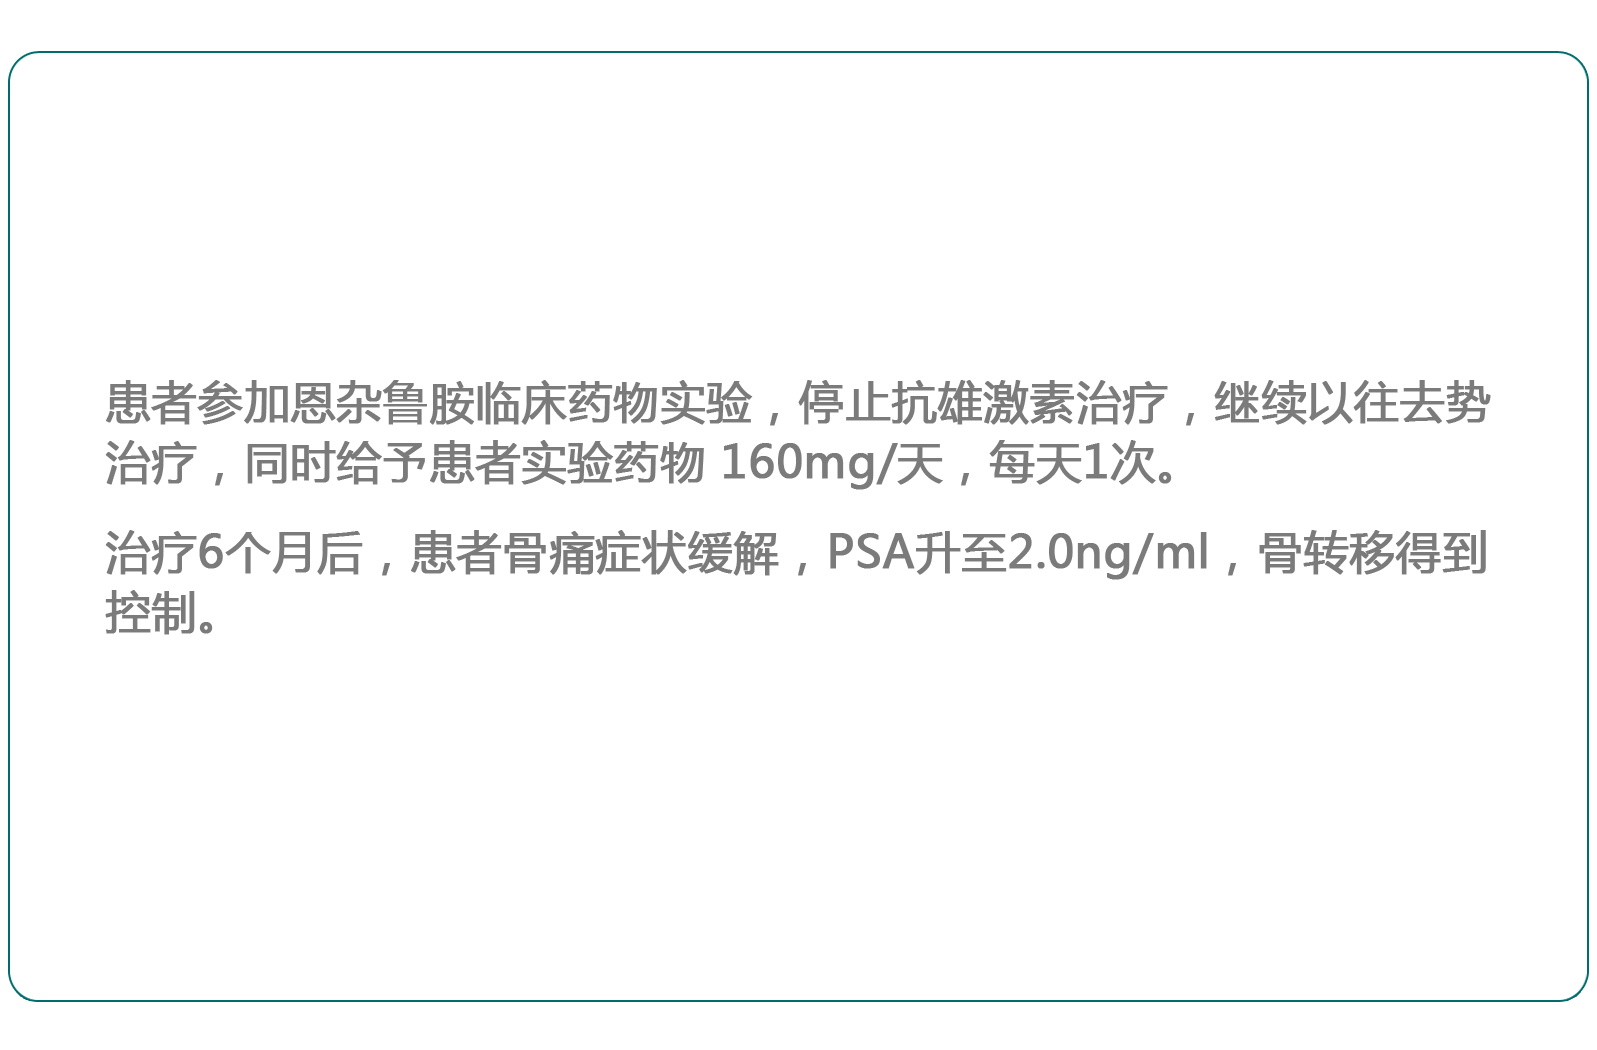 患者参加恩杂鲁胺临床药物实验，停止抗雄激素治疗，继续以往去势
治疗，同时给予患者实验药物 160mg/天，每天1次。
治疗6个月后，患者骨痛症状缓解，PSA升至2.0ng/ml，骨转移得到
控制。